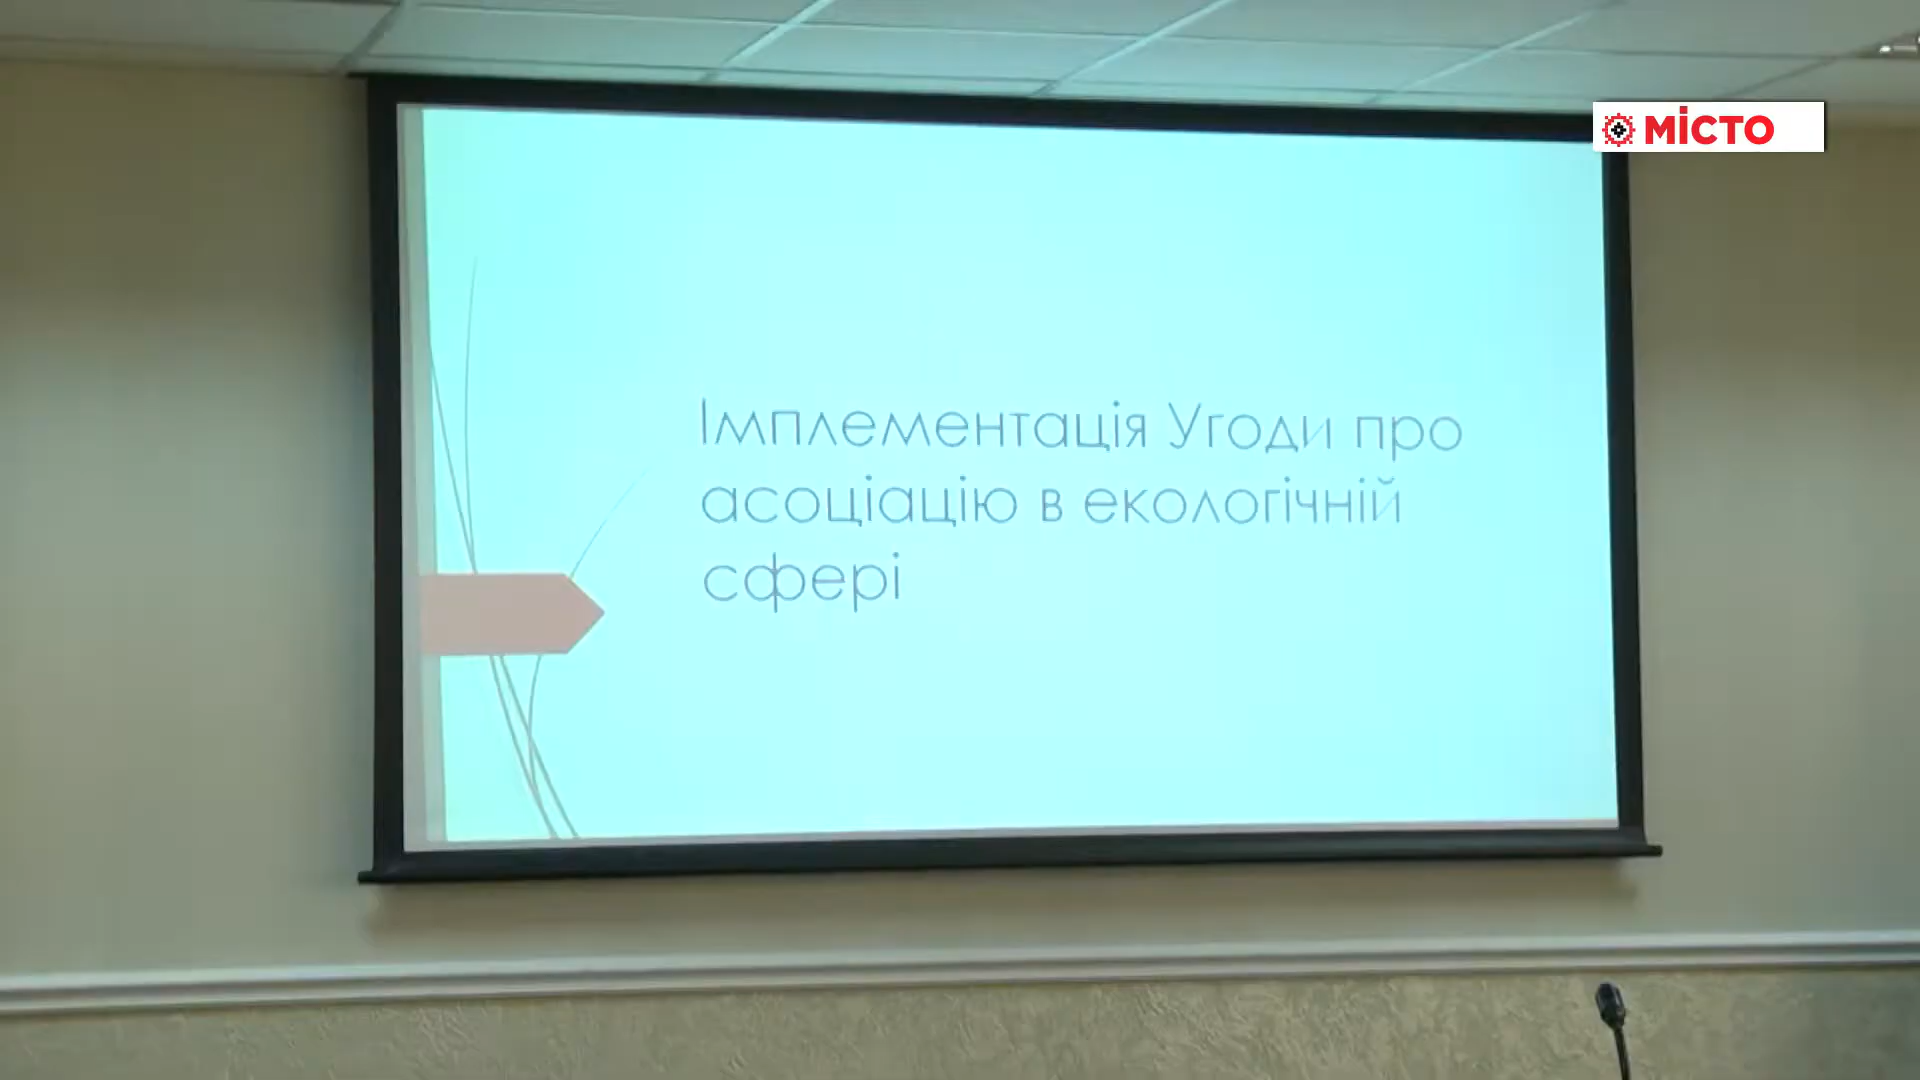 МІСТО
Імплементація Угоди про
асоціацію в екологічній
сфері